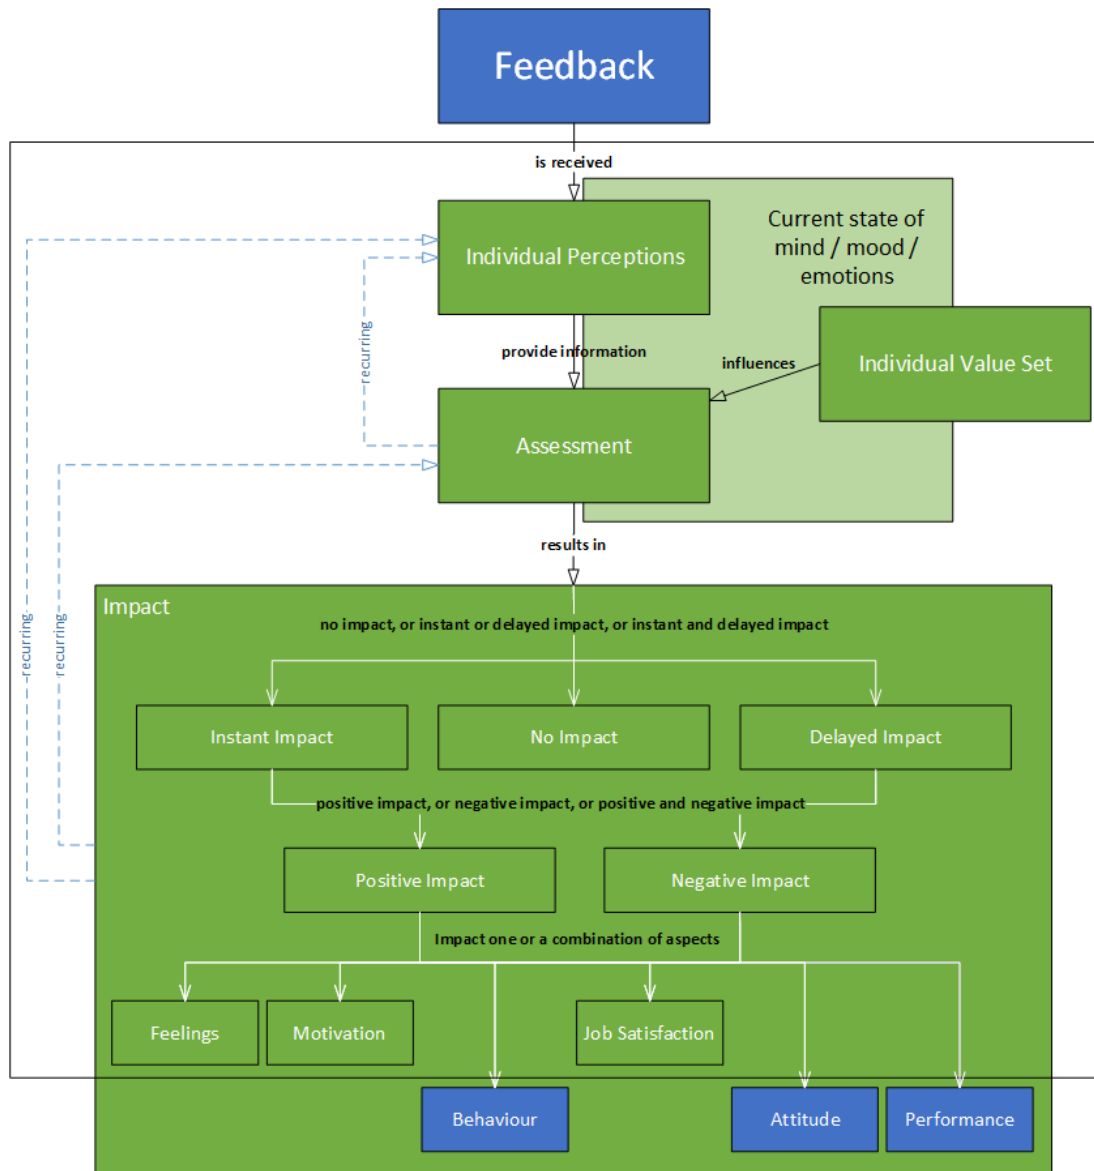 Feedback
is received
Current state of
mind / mood /
emotions
Individual Perceptions
recurring
provide information
influences
Individual Value Set
Assessment
results in
Impact
no impact, or instant or delayed impact, or instant and delayed impact
recurring
recurring
Instant Impact
No Impact
Delayed Impact
positive impact, or negative impact, or positive and negative impact
Positive Impact
Negative Impact
Impact one or a combination of aspects
Feelings
Motivation
Job Satisfaction
Behaviour
Attitude
Performance